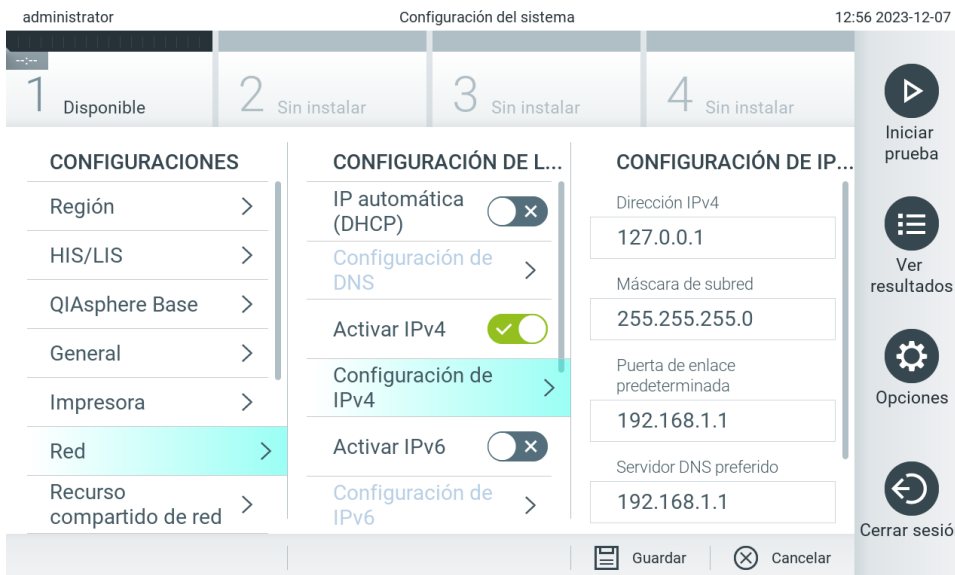 administrator
Configuración del sistema
12:56 2023-12-07
--:--
1 Disponible
2 Sin instalar
3 Sin instalar
4 Sin instalar
CONFIGURACIONES
Región
HIS/LIS
QIAsphere Base
General
Impresora
Red
Recurso
compartido de red
CONFIGURACIÓN DE L...
IP automática
(DHCP)
Configuración de
DNS
Activar IPv4
Configuración de
IPv4
Activar IPv6
Configuración de
IPv6
CONFIGURACIÓN DE IP...
Dirección IPv4
127.0.0.1
Máscara de subred
255.255.255.0
Puerta de enlace
predeterminada
192.168.1.1
Servidor DNS preferido
192.168.1.1
Iniciar
prueba
Ver
resultados
Opciones
Cerrar sesió
Guardar
Cancelar